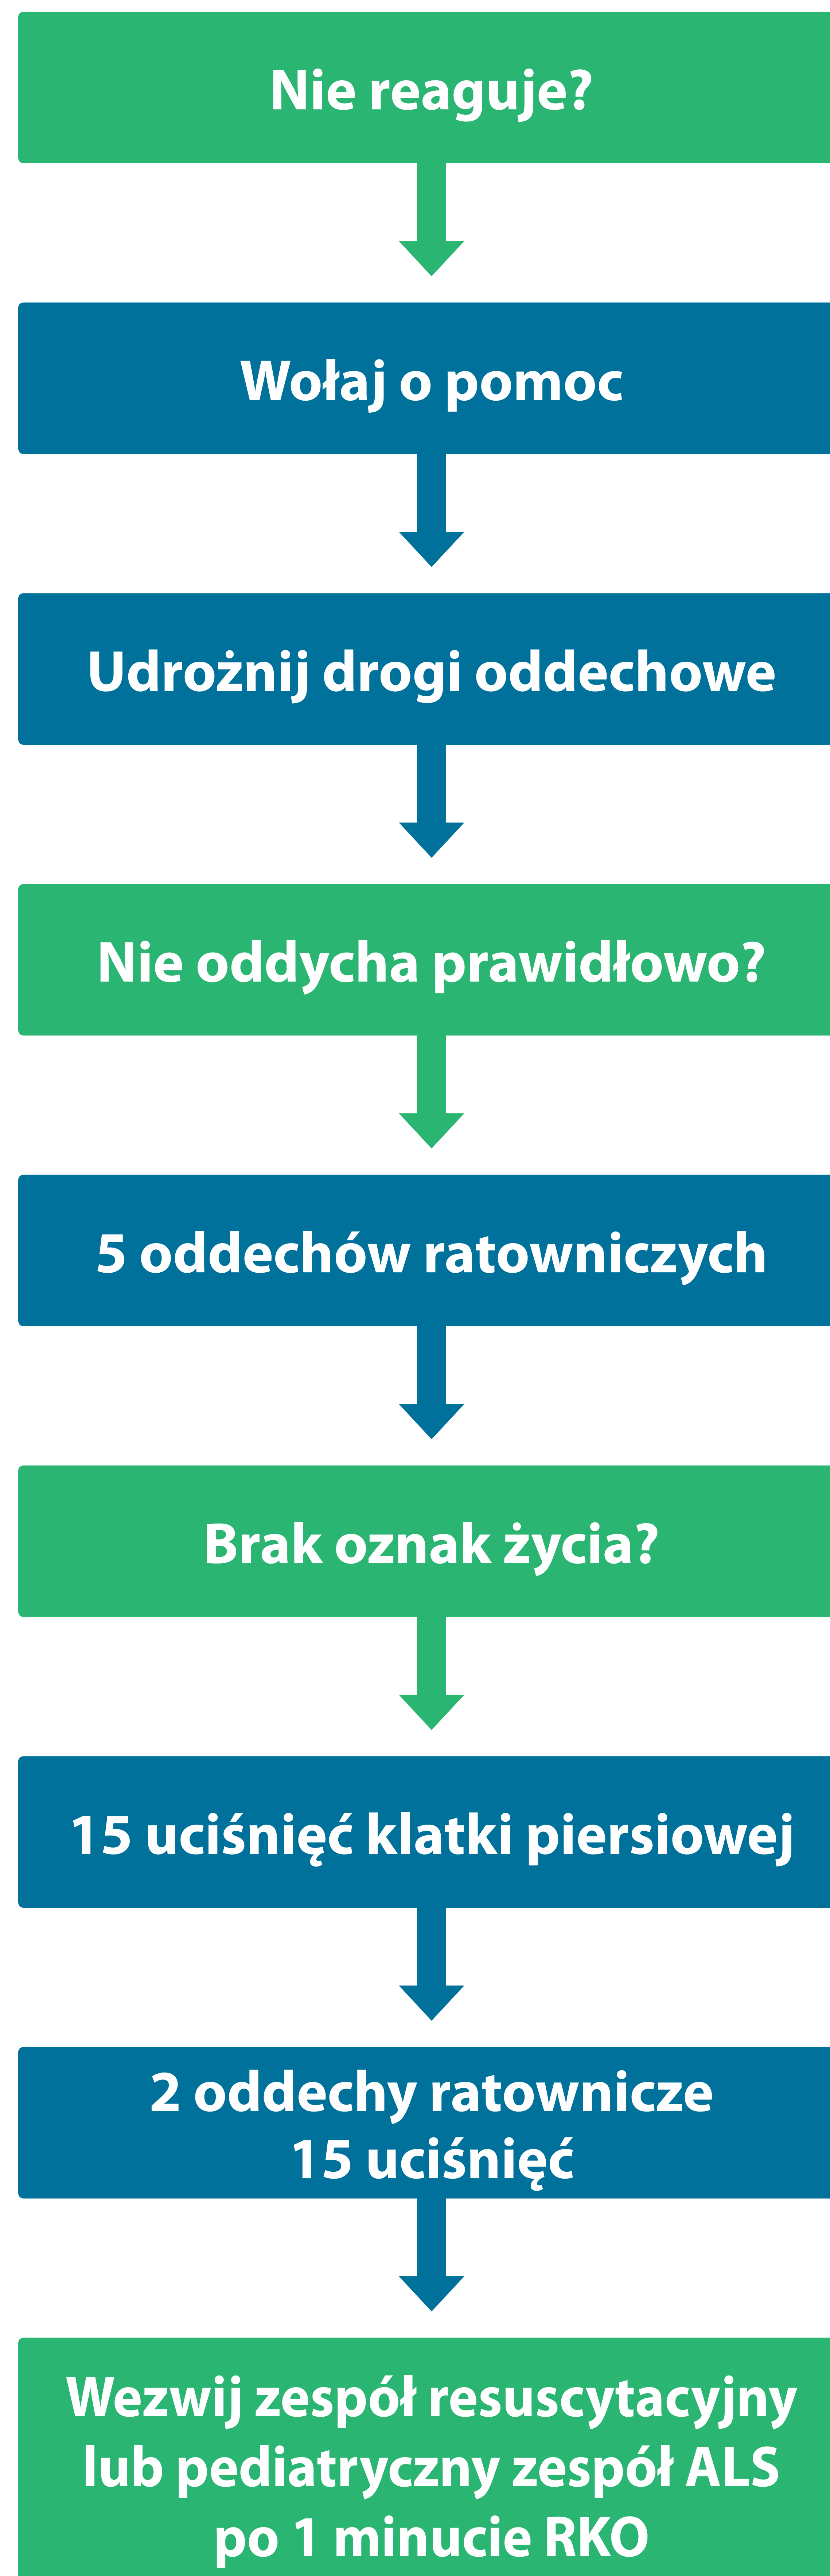 Nie reaguje?
Wołaj o pomoc
Udrożnij drogi oddechowe
Nie oddycha prawidłowo?
5 oddechów ratowniczych
Brak oznak życia?
15 uciśnięć klatki piersiowej
2 oddechy ratownicze
15 uciśnięć
Wezwij zespół resuscytacyjny
lub pediatryczny zespół ALS
po 1 minucie RKO